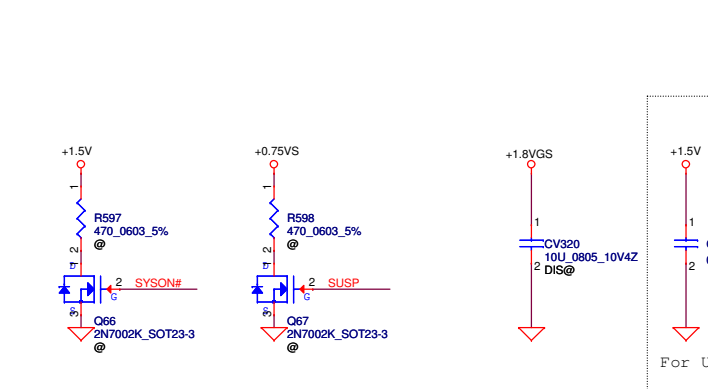 +1.5V
1
R597
470_0603_5%
@
2
D
2
SYSON#
G
S
3
Q66
2N7002K_SOT23-3
@
+0.75VS
1
R598
470_0603_5%
@
2
D
2
SUSP
G
S
3
Q67
2N7002K_SOT23-3
@
+1.8VGS
1
CV320
10U_0805_10V4Z
2
DIS@
+1.5V
1
2
For